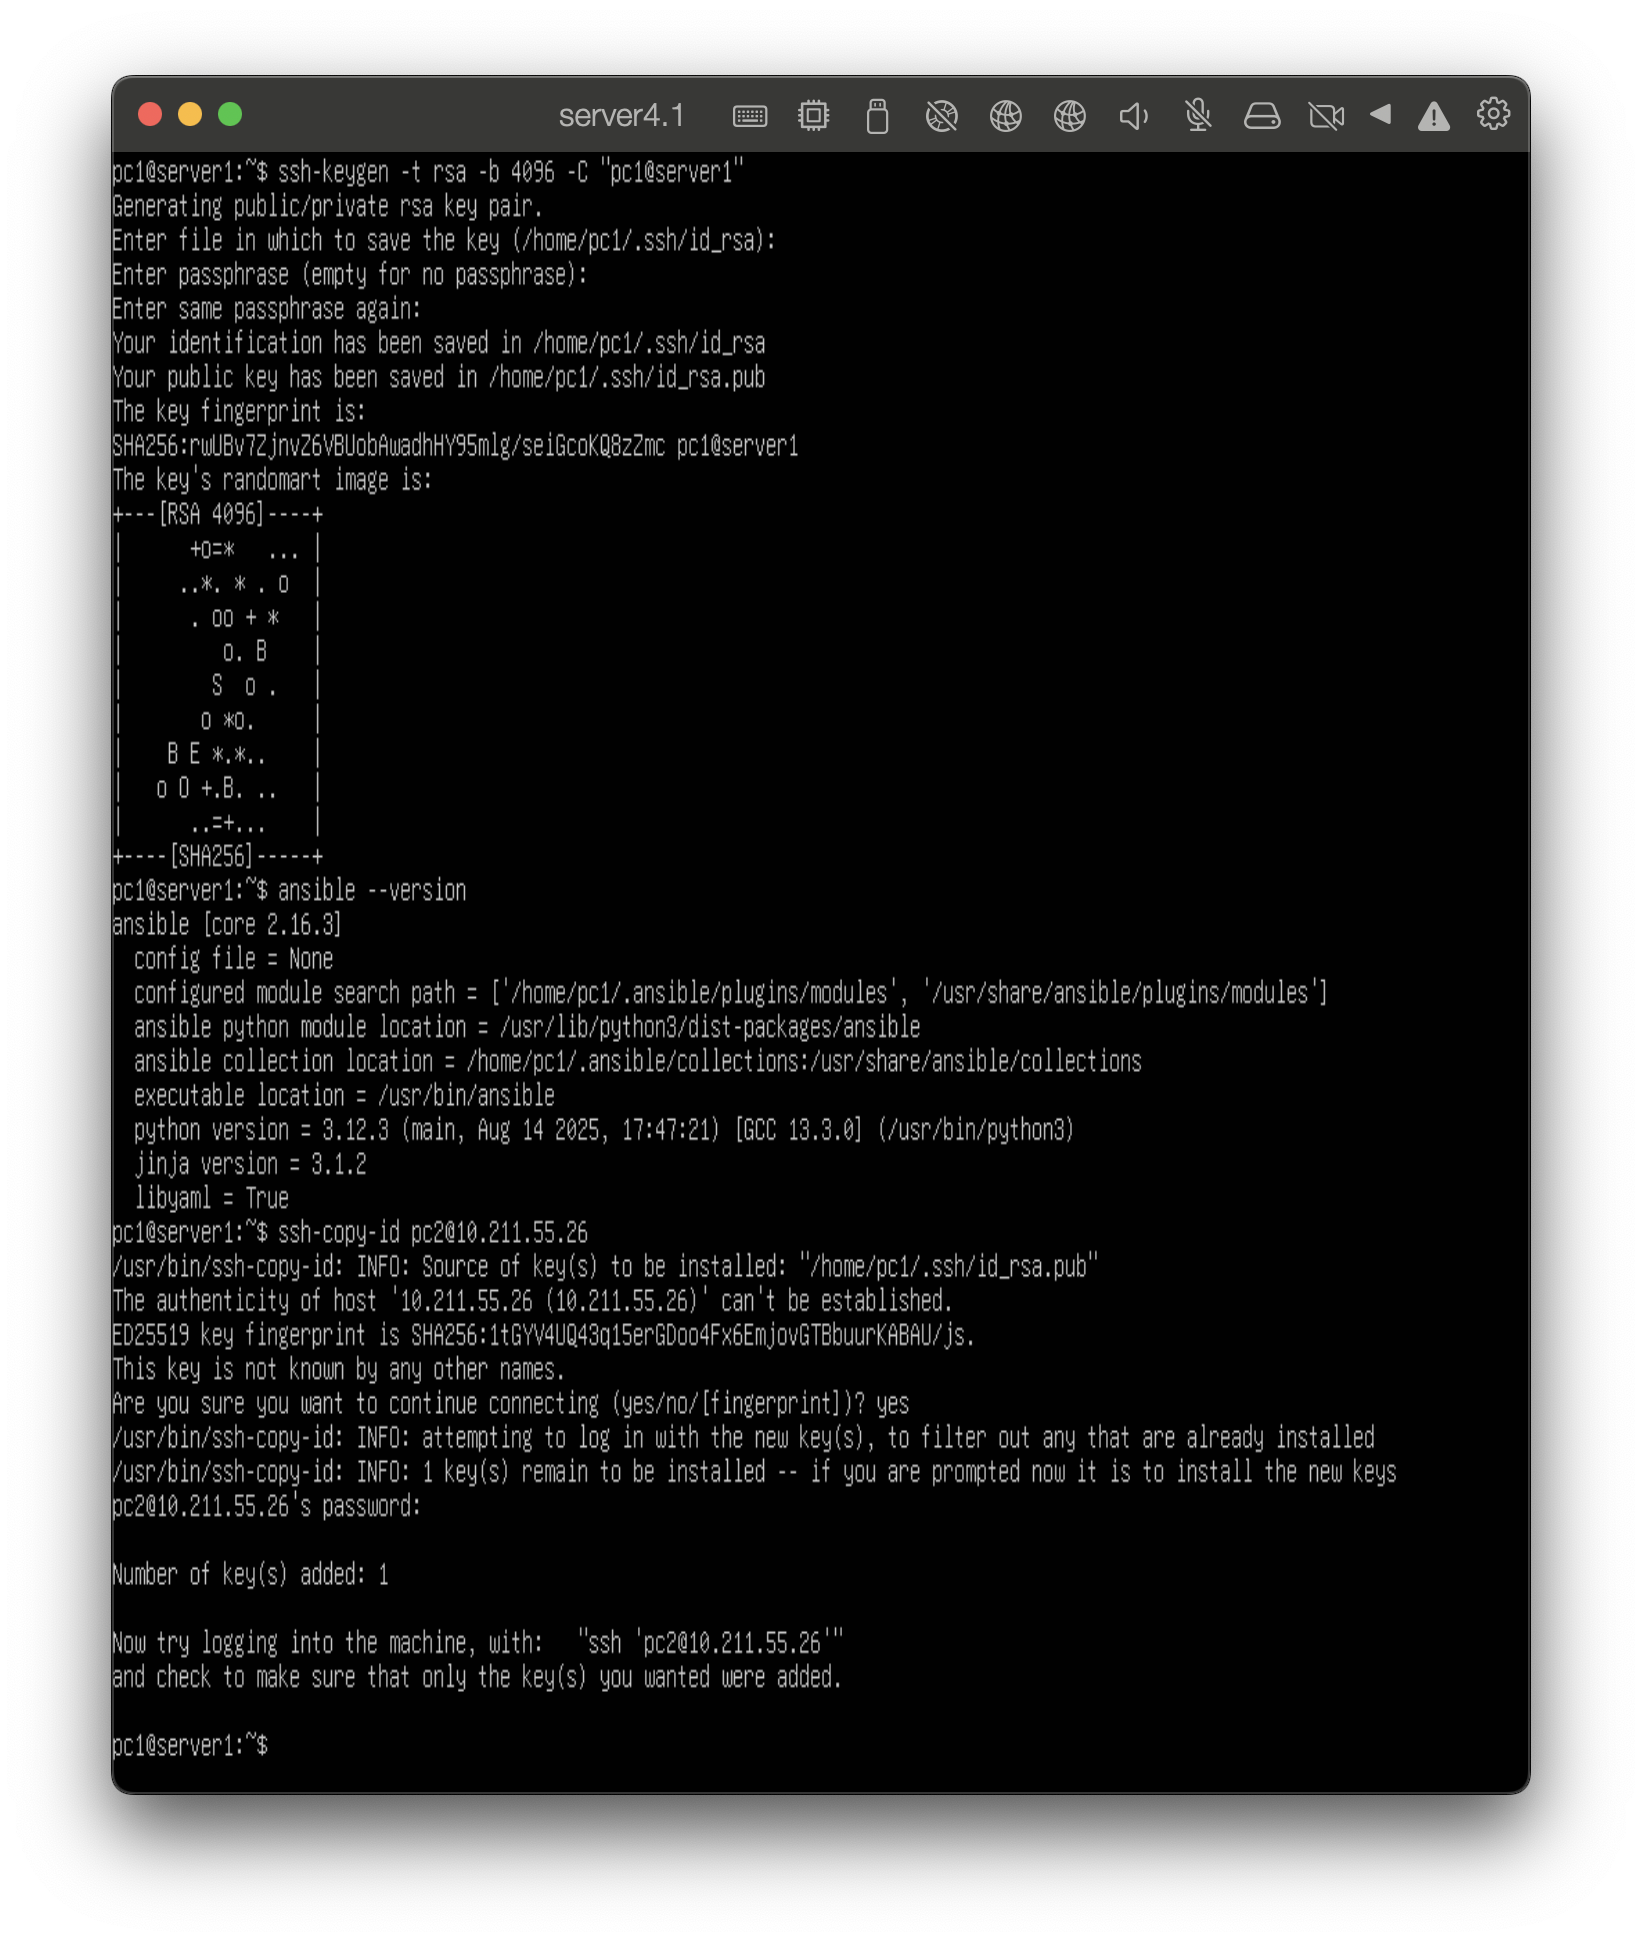 server4.1
pc1@server1:~$ ssh-keygen -t rsa -b 4096 -C "pc1@server1"
Generating public/private rsa key pair.
Enter file in which to save the key (/home/pc1/.ssh/id_rsa):
Enter passphrase (empty for no passphrase):
Enter same passphrase again:
Your identification has been saved in /home/pc1/.ssh/id_rsa
Your public key has been saved in /home/pc1/.ssh/id_rsa.pub
The key fingerprint is:
SHA256:rwUBv7ZjnvZ6VBUobAwadhHY95mlg/seiGcoKQ8zZmc pc1@server1
The key's randomart image is:
+---[RSA 4096]----+
|      +o=*   ... |
|     ..*. * . O  |
|      . oo + *   |
|         o. B    |
|        S  o .   |
|       o *o.     |
|    B E *.*..    |
|   o O +.B. ..   |
|      ..=+...    |
+----[SHA256]-----+
pc1@server1:~$ ansible --version
ansible [core 2.16.3]
  config file = None
  configured module search path = ['/home/pc1/.ansible/plugins/modules', '/usr/share/ansible/plugins/modules']
  ansible python module location = /usr/lib/python3/dist-packages/ansible
  ansible collection location = /home/pc1/.ansible/collections:/usr/share/ansible/collections
  executable location = /usr/bin/ansible
  python version = 3.12.3 (main, Aug 14 2025, 17:47:21) [GCC 13.3.0] (/usr/bin/python3)
  jinja version = 3.1.2
  libyaml = True
pc1@server1:~$ ssh-copy-id pc2@10.211.55.26
/usr/bin/ssh-copy-id: INFO: Source of key(s) to be installed: "/home/pc1/.ssh/id_rsa.pub"
The authenticity of host '10.211.55.26 (10.211.55.26)' can't be established.
ED25519 key fingerprint is SHA256:1tGYV4UQ43q15erGDoo4Fx6EmjovGTBbuurKABAU/js.
This key is not known by any other names.
Are you sure you want to continue connecting (yes/no/[fingerprint])? yes
/usr/bin/ssh-copy-id: INFO: attempting to log in with the new key(s), to filter out any that are already installed
/usr/bin/ssh-copy-id: INFO: 1 key(s) remain to be installed -- if you are prompted now it is to install the new keys
pc2@10.211.55.26's password:
Number of key(s) added: 1
Now try logging into the machine, with:   "ssh 'pc2@10.211.55.26'"
and check to make sure that only the key(s) you wanted were added.
pc1@server1:~$